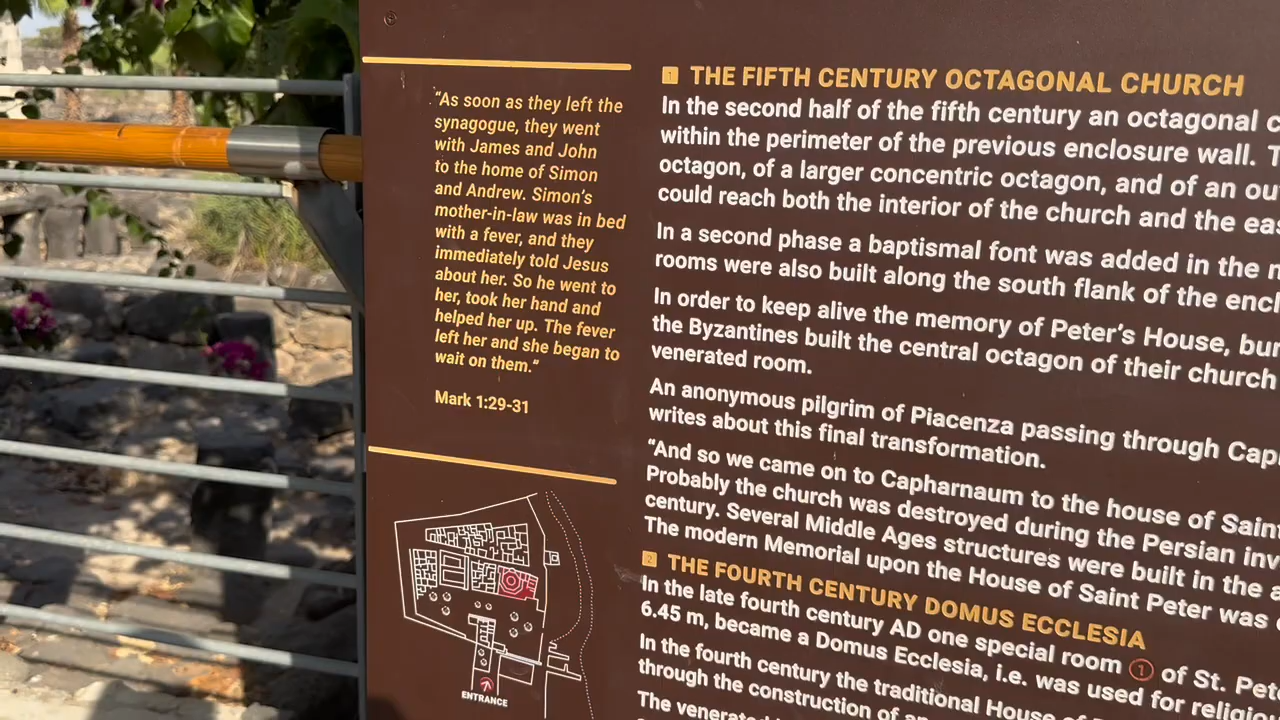 "As soon as they left the
synagogue, they went
with James and John
to the home of Simon
and Andrew. Simon's
mother-in-law was in bed
with a fever, and they
immediately told Jesus
about her. So he went to
her, took her hand and
helped her up. The fever
left her and she began to
wait on them."
Mark 1:29-31
ENTRANCE
1 THE FIFTH CENTURY OCTAGONAL CHURCH
In the second half of the fifth century an octagonal
within the perimeter of the previous enclosure wall.
octagon, of a larger concentric octagon, and of an
could reach both the interior of the church and the
In a second phase a baptismal font was added in the
rooms were also built along the south flank of the
In order to keep alive the memory of Peter's House,
the Byzantines built the central octagon of their church
venerated room.
An anonymous pilgrim of Piacenza passing through
writes about this final transformation.
"And so we came on to Capharnaum to the house of
Probably the church was destroyed during the Persian
century. Several Middle Ages structures were built in the
The modern Memorial upon the House of Saint Peter was
2 THE FOURTH CENTURY DOMUS ECCLESIA
In the late fourth century AD one special room 1 of St.
6.45 m, became a Domus Ecclesia, i.e. was used for
In the fourth century the traditional House
through the construction of
The